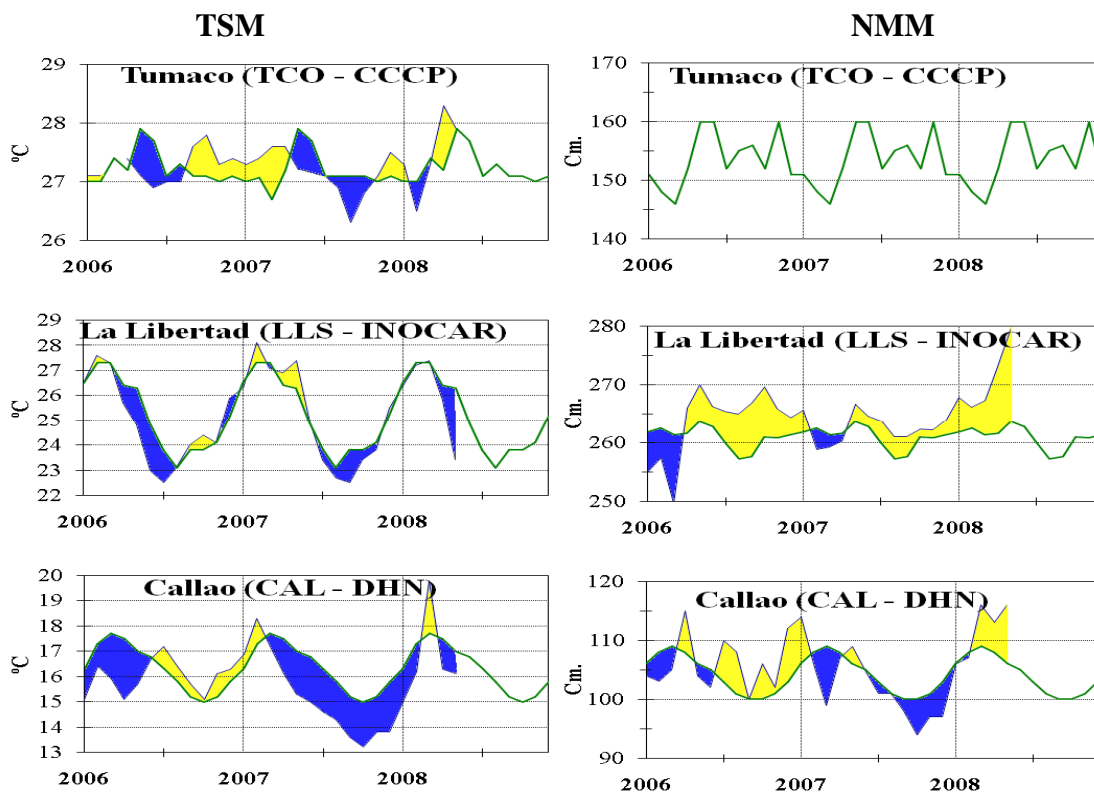 TSM NMM
Tumaco (TCO - CCCP)
ºC
29
28
27
26
2006 2007 2008
Tumaco (TCO - CCCP)
Cm.
170
160
150
140
2006 2007 2008
La Libertad (LLS - INOCAR)
ºC
29
28
27
26
25
24
23
22
2006 2007 2008
La Libertad (LLS - INOCAR)
Cm.
280
270
260
250
2006 2007 2008
Callao (CAL - DHN)
ºC
20
19
18
17
16
15
14
13
2006 2007 2008
Callao (CAL - DHN)
Cm.
120
110
100
90
2006 2007 2008